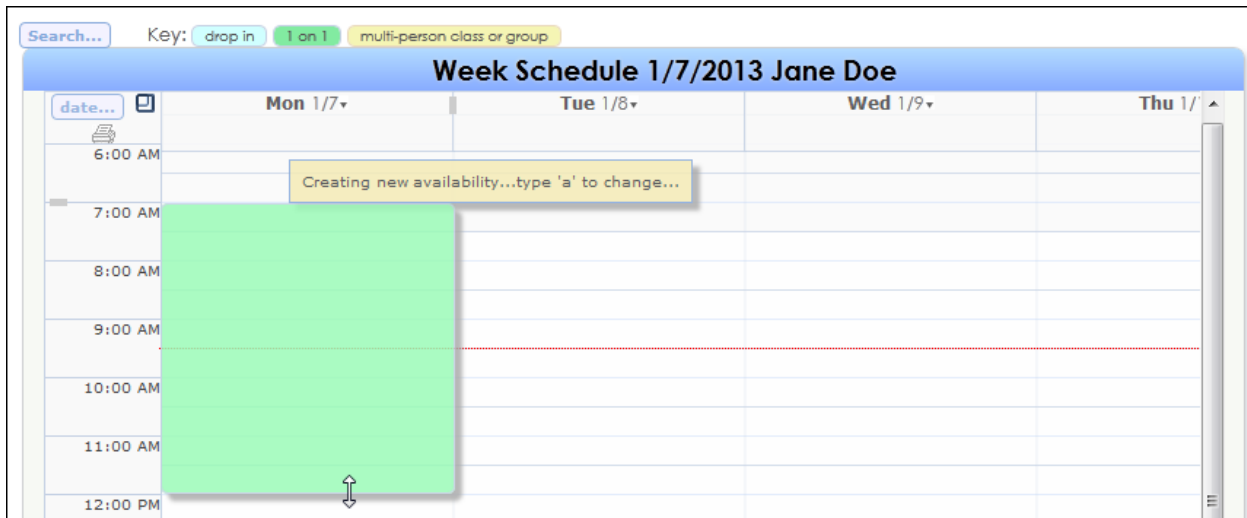 Search... Key: drop in 1 on 1 multi-person class or group
Week Schedule 1/7/2013 Jane Doe
date... Mon 1/7 Tue 1/8 Wed 1/9 Thu 1/
6:00 AM
Creating new availability...type 'a' to change...
7:00 AM
8:00 AM
9:00 AM
10:00 AM
11:00 AM
12:00 PM